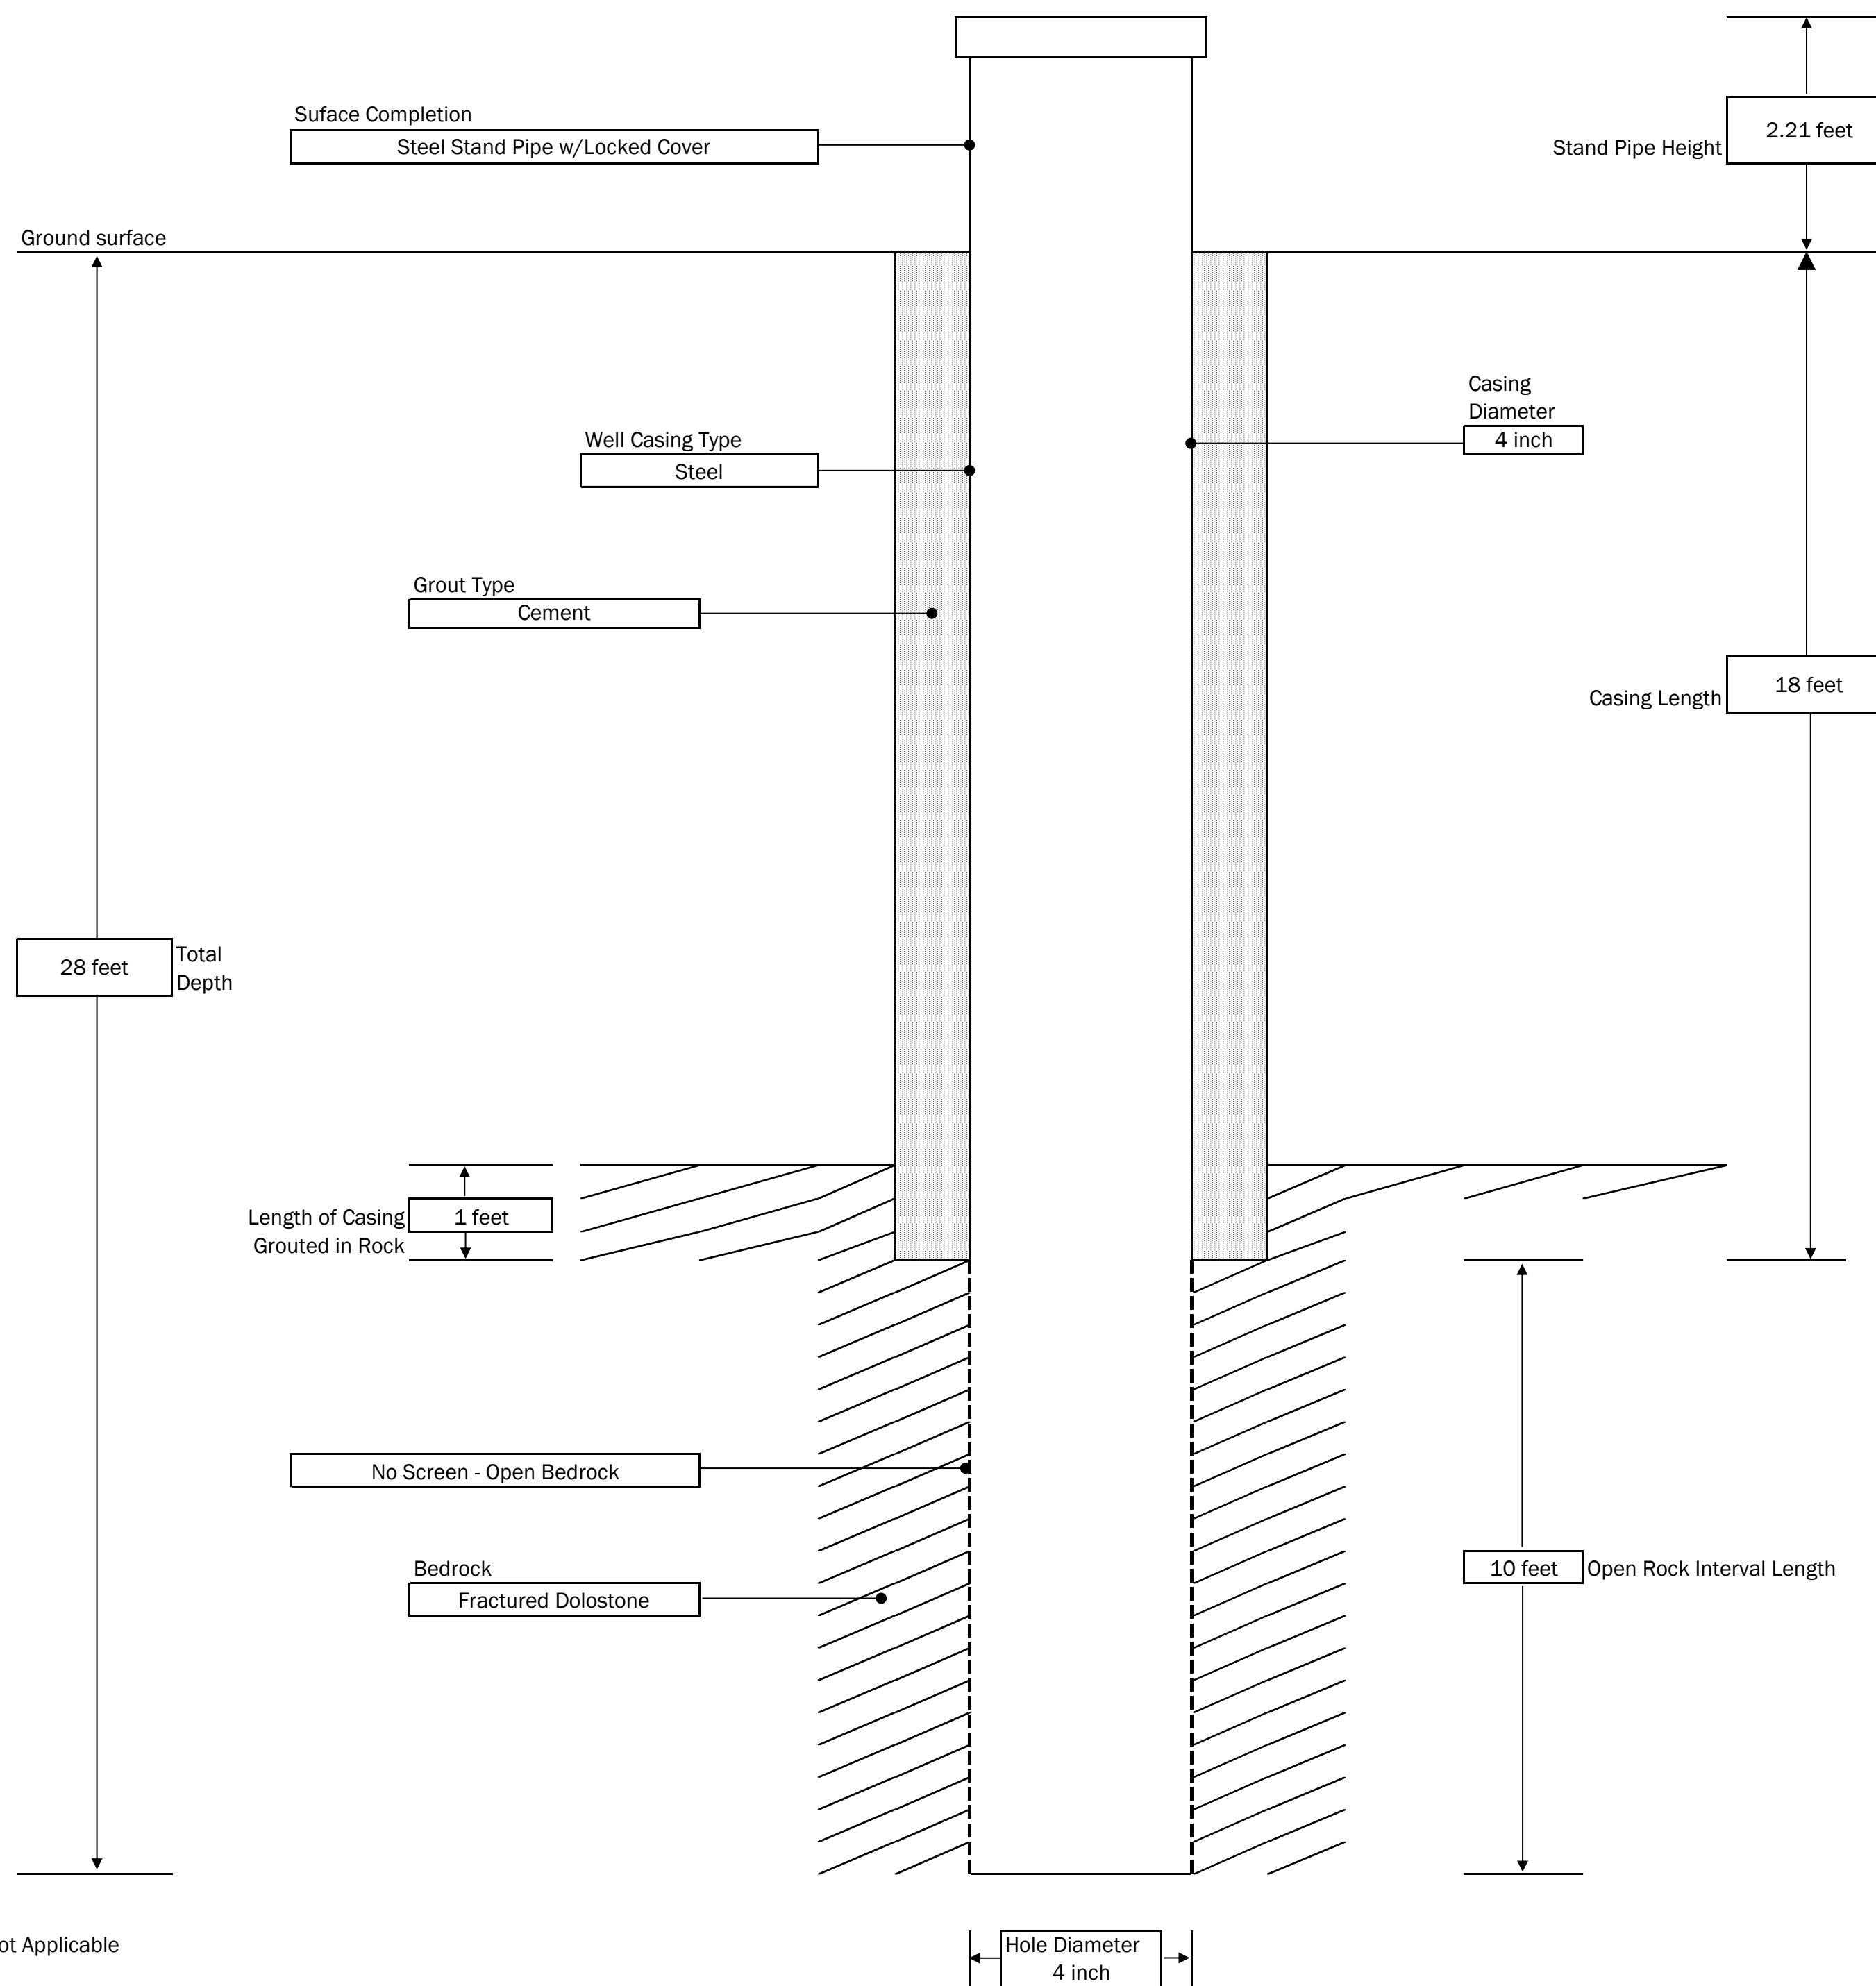 Suface Completion
Steel Stand Pipe w/Locked Cover
2.21 feet
Stand Pipe Height
Ground surface
Casing
Diameter
4 inch
Well Casing Type
Steel
Grout Type
Cement
18 feet
Casing Length
28 feet
Total
Depth
Length of Casing
Grouted in Rock
1 feet
No Screen - Open Bedrock
Bedrock
Fractured Dolostone
10 feet
Open Rock Interval Length
ot Applicable
Hole Diameter
4 inch